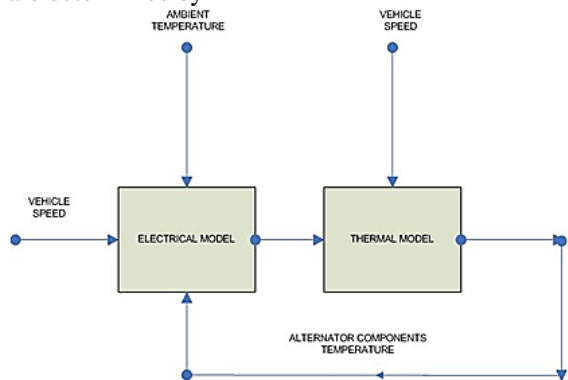 AMBIENT
TEMPERATURE
VEHICLE
SPEED
VEHICLE
SPEED
ELECTRICAL MODEL
THERMAL MODEL
ALTERNATOR COMPONENTS
TEMPERATURE